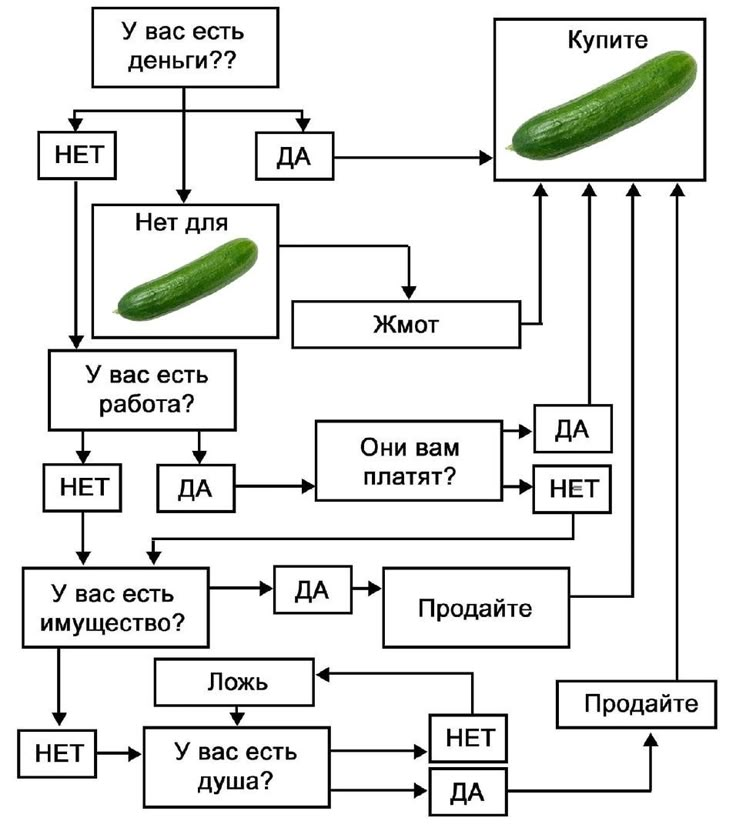 У вас есть
деньги??
Купите
НЕТ
ДА
Нет для
Жмот
У вас есть
работа?
НЕТ
ДА
Они вам
платят?
ДА
НЕТ
У вас есть
имущество?
ДА
Продайте
Ложь
НЕТ
У вас есть
душа?
НЕТ
ДА
Продайте